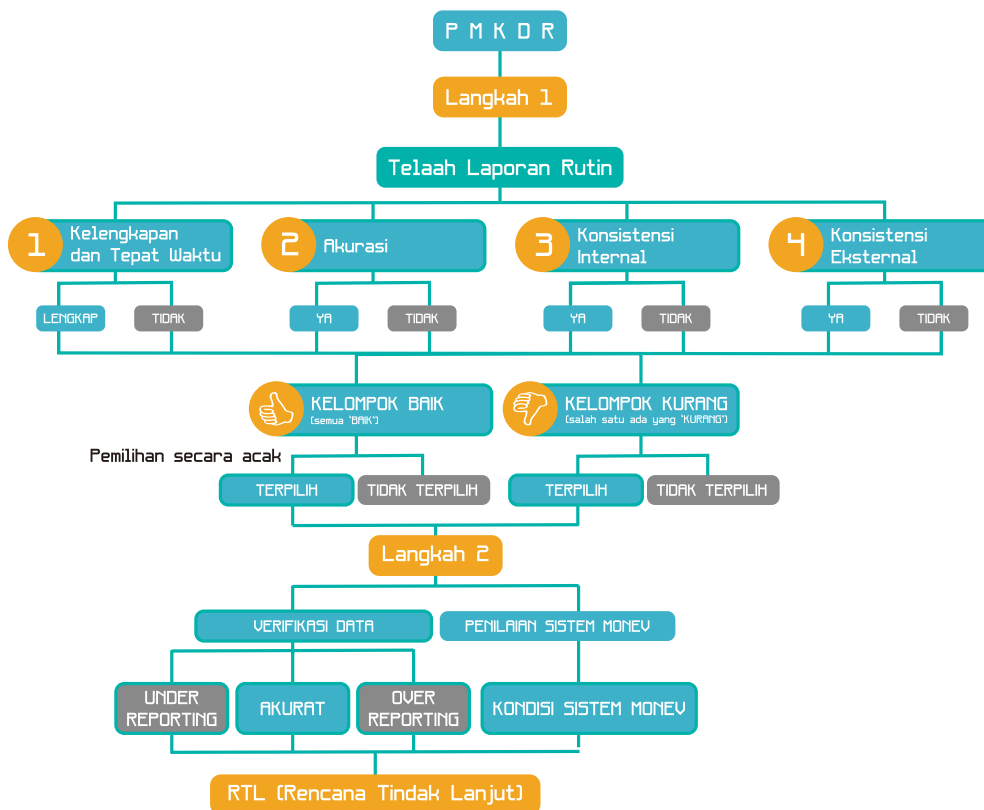 P M K D R
Langkah 1
Telaah Laporan Rutin
1
Kelengkapan
dan Tepat Waktu
2
Akurasi
3
Konsistensi
Internal
4
Konsistensi
Eksternal
LENGKAP
TIDAK
YA
TIDAK
YA
TIDAK
YA
TIDAK
KELOMPOK BAIK
(semua 'BAIK')
KELOMPOK KURANG
(salah satu ada yang 'KURANG')
Pemilihan secara acak
TERPILIH
TIDAK TERPILIH
TERPILIH
TIDAK TERPILIH
Langkah 2
VERIFIKASI DATA
PENILAIAN SISTEM MONEV
UNDER
REPORTING
AKURAT
OVER
REPORTING
KONDISI SISTEM MONEV
RTL (Rencana Tindak Lanjut)